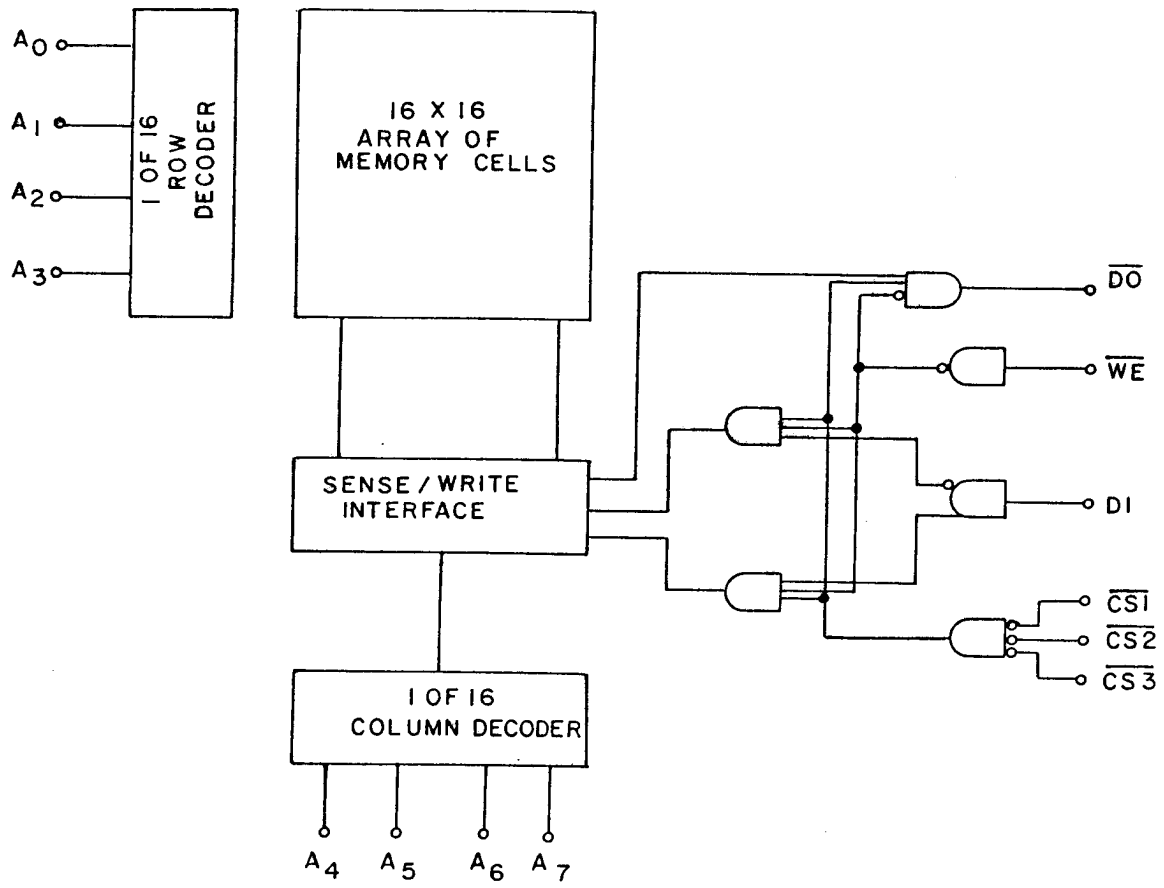 A0
A1
A2
A3
1 OF 16
ROW
DECODER
16 X 16
ARRAY OF
MEMORY CELLS
DO
WE
SENSE/WRITE
INTERFACE
DI
CS1
CS2
CS3
1 OF 16
COLUMN DECODER
A4
A5
A6
A7